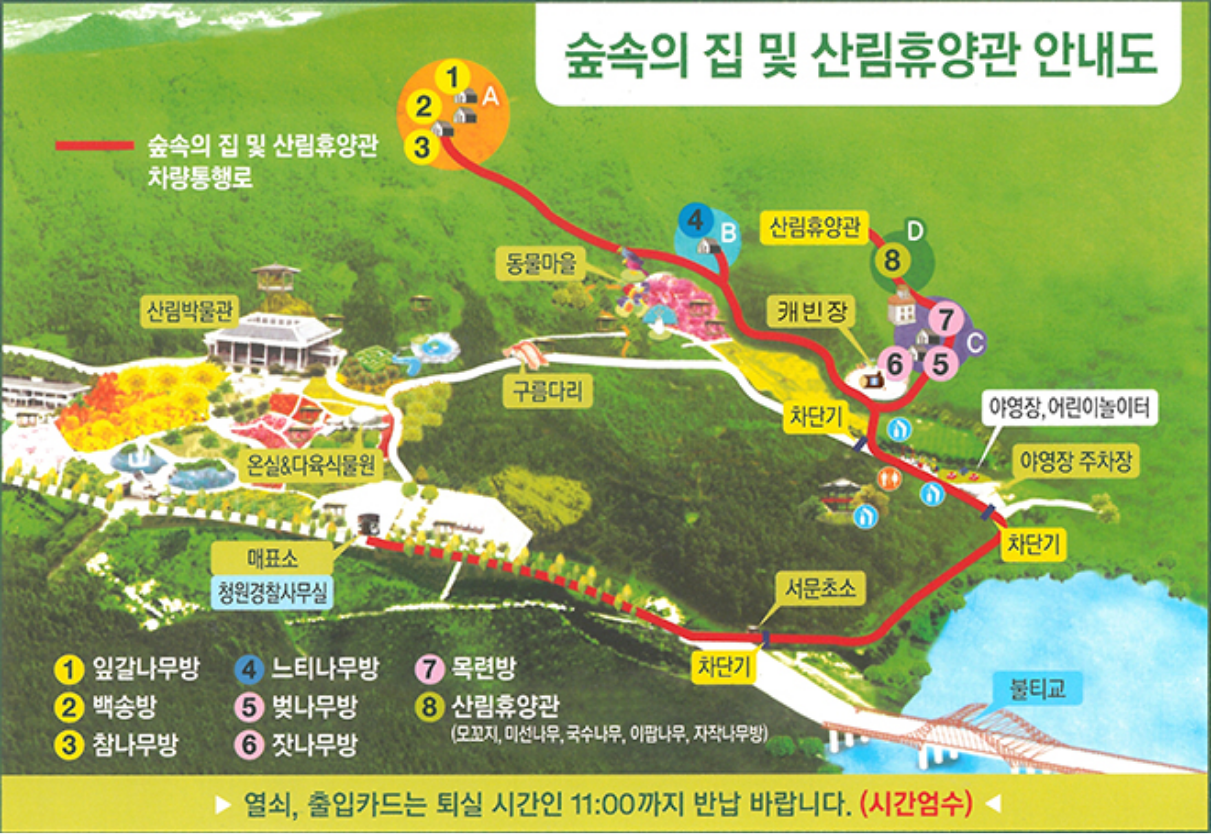 숲속의 집 및 산림휴양관 안내도
숲속의 집 및 산림휴양관
차량통행로
1
2
3
A
4
B
산림휴양관
D
8
동물마을
산림박물관
캐빈장
7
C
6
5
구름다리
차단기
야영장, 어린이놀이터
야영장 주차장
온실&다육식물원
매표소
청원경찰사무실
차단기
서문초소
차단기
불티교
1 잎갈나무방
2 백송방
3 참나무방
4 느티나무방
5 벚나무방
6 잣나무방
7 목련방
8 산림휴양관
(모꼬지, 미선나무, 국수나무, 이팝나무, 자작나무방)
열쇠, 출입카드는 퇴실 시간인 11:00까지 반납 바랍니다. (시간엄수)